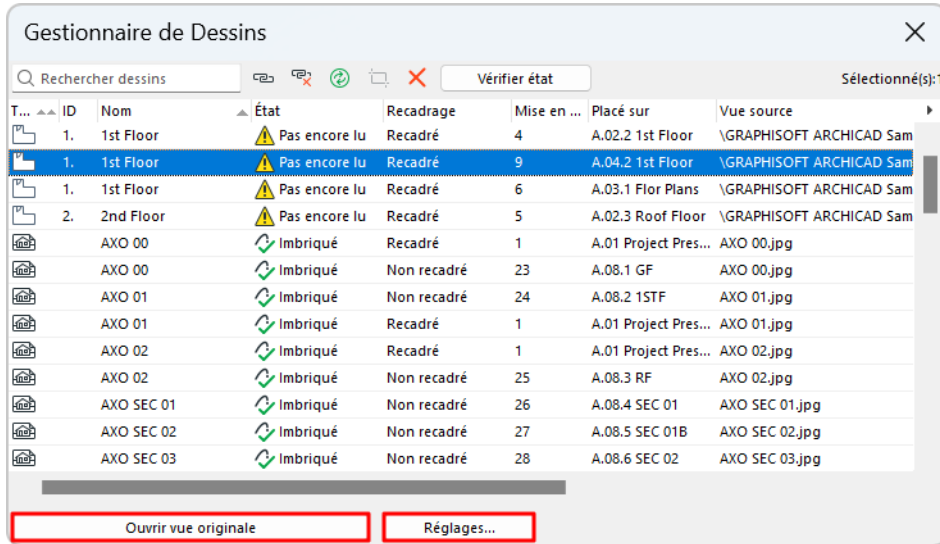 Gestionnaire de Dessins
Rechercher dessins Vérifier état Sélectionné(s):1
T... ID Nom État Recadrage Mise en ... Placé sur Vue source
1. 1st Floor Pas encore lu Recadré 4 A.02.2 1st Floor \GRAPHISOFT ARCHICAD Sam
1. 1st Floor Pas encore lu Recadré 9 A.04.2 1st Floor \GRAPHISOFT ARCHICAD Sam
1. 1st Floor Pas encore lu Recadré 6 A.03.1 Flor Plans \GRAPHISOFT ARCHICAD Sam
2. 2nd Floor Pas encore lu Recadré 5 A.02.3 Roof Floor \GRAPHISOFT ARCHICAD Sam
AXO 00 Imbriqué Recadré 1 A.01 Project Pres... AXO 00.jpg
AXO 00 Imbriqué Non recadré 23 A.08.1 GF AXO 00.jpg
AXO 01 Imbriqué Non recadré 24 A.08.2 1STF AXO 01.jpg
AXO 01 Imbriqué Recadré 1 A.01 Project Pres... AXO 01.jpg
AXO 02 Imbriqué Recadré 1 A.01 Project Pres... AXO 02.jpg
AXO 02 Imbriqué Non recadré 25 A.08.3 RF AXO 02.jpg
AXO SEC 01 Imbriqué Non recadré 26 A.08.4 SEC 01 AXO SEC 01.jpg
AXO SEC 02 Imbriqué Non recadré 27 A.08.5 SEC 01B AXO SEC 02.jpg
AXO SEC 03 Imbriqué Non recadré 28 A.08.6 SEC 02 AXO SEC 03.jpg
Ouvrir vue originale Réglages...